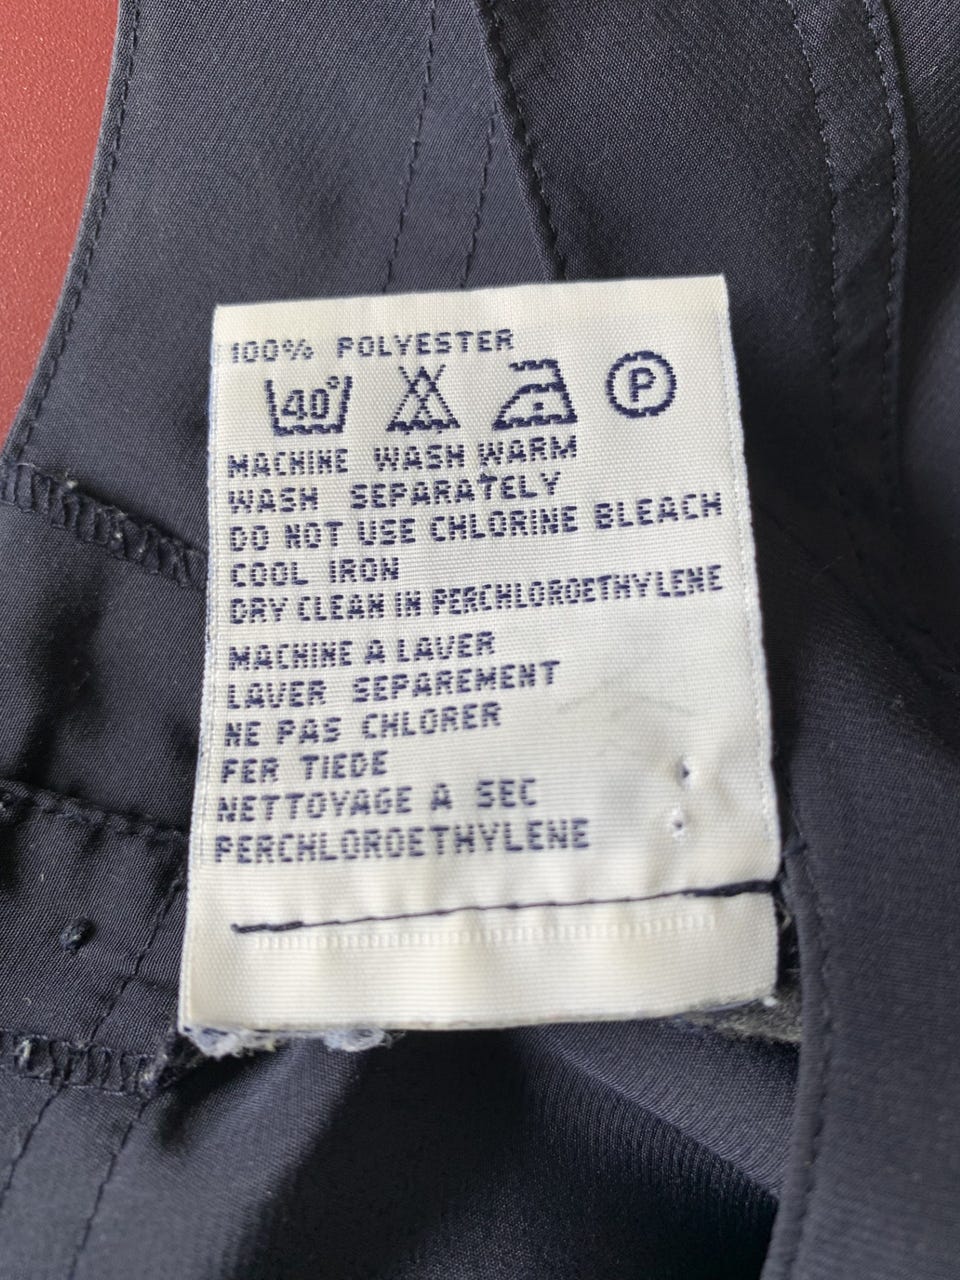 100% POLYESTER
40° P
MACHINE WASH WARM
WASH SEPARATELY
DO NOT USE CHLORINE BLEACH
COOL IRON
DRY CLEAN IN PERCHLOROETHYLENE
MACHINE A LAVER
LAVER SEPAREMENT
NE PAS CHLORER
FER TIEDE
NETTOYAGE A SEC
PERCHLOROETHYLENE